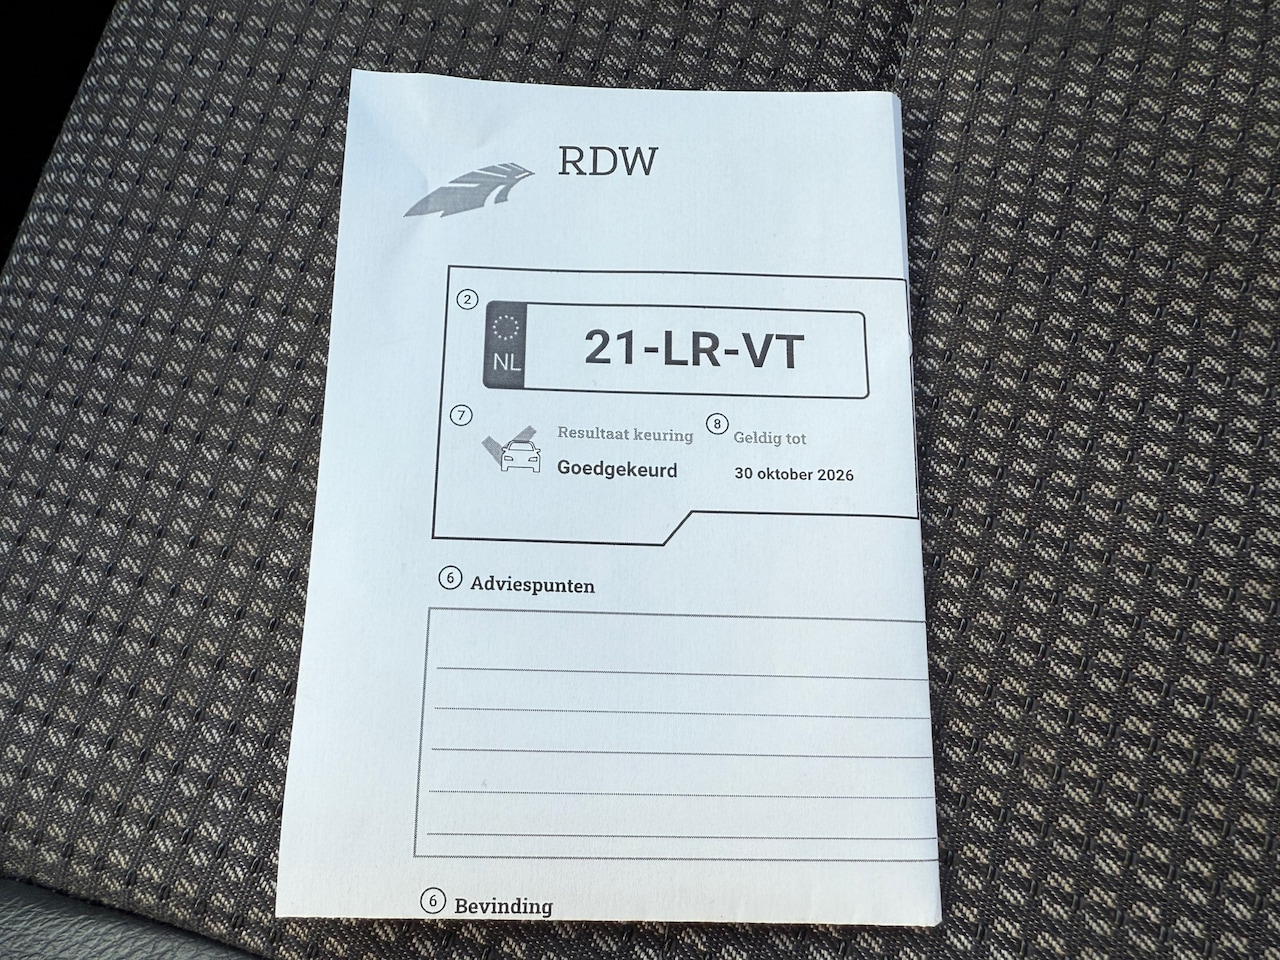 RDW
2
NL
21-LR-VT
7
Resultaat keuring
8
Geldig tot
Goedgekeurd
30 oktober 2026
6 Adviespunten
6 Bevinding